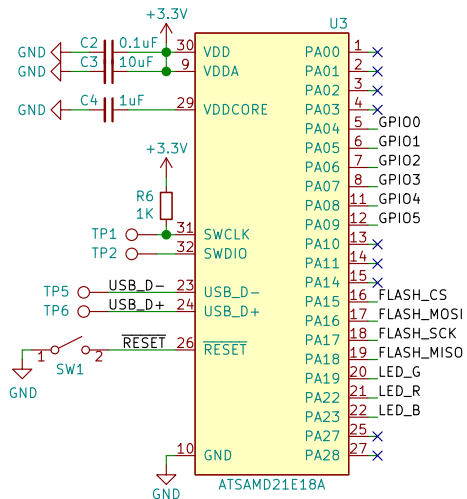 U3
+3.3V
GND C2 0.1uF 30 VDD PA00 1
GND C3 10uF 9 VDDA PA01 2
PA02 3
GND C4 1uF 29 VDDCORE PA03 4
PA04 5 GPIO0
PA05 6 GPIO1
+3.3V PA06 7 GPIO2
PA07 8 GPIO3
R6 PA08 11 GPIO4
1K PA09 12 GPIO5
TP1 31 SWCLK PA10 13
TP2 32 SWDIO PA11 14
PA14 15
TP5 USB_D- 23 USB_D- PA15 16 FLASH_CS
TP6 USB_D+ 24 USB_D+ PA16 17 FLASH_MOSI
PA17 18 FLASH_SCK
1 2 RESET 26 RESET PA18 19 FLASH_MISO
SW1 PA19 20 LED_G
GND PA22 21 LED_R
PA23 22 LED_B
PA27 25
10 GND PA28 27
GND
ATSAMD21E18A